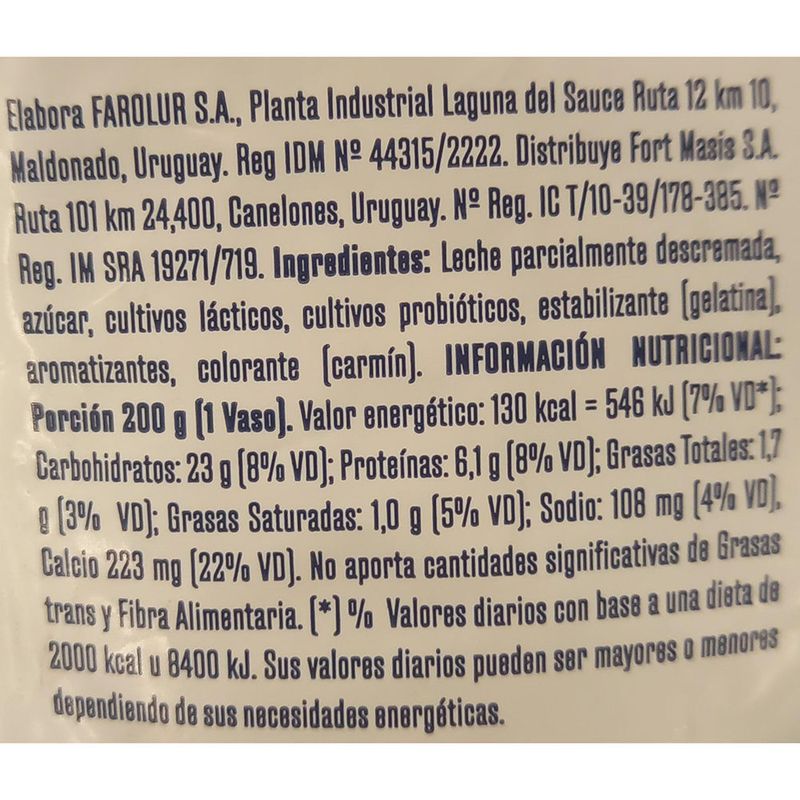 Elabora FAROLUR S.A., Planta Industrial Laguna del Sauce Ruta 12 km 10,
Maldonado, Uruguay. Reg IDM Nº 44315/2222. Distribuye Fort Masis S.A.
Ruta 101 km 24,400, Canelones, Uruguay. Nº Reg. IC T/10-39/178-385. Nº
Reg. IM SRA 19271/719. Ingredientes: Leche parcialmente descremada,
azúcar, cultivos lácticos, cultivos probióticos, estabilizante (gelatina),
aromatizantes, colorante (carmín). INFORMACIÓN NUTRICIONAL:
Porción 200 g (1 Vaso). Valor energético: 130 kcal = 546 kJ (7% VD*);
Carbohidratos: 23 g (8% VD); Proteínas: 6,1 g (8% VD); Grasas Totales: 1,7
g (3% VD); Grasas Saturadas: 1,0 g (5% VD); Sodio: 108 mg (4% VD),
Calcio 223 mg (22% VD). No aporta cantidades significativas de Grasas
trans y Fibra Alimentaria. (*) % Valores diarios con base a una dieta de
2000 kcal u 8400 kJ. Sus valores diarios pueden ser mayores o menores
dependiendo de sus necesidades energéticas.